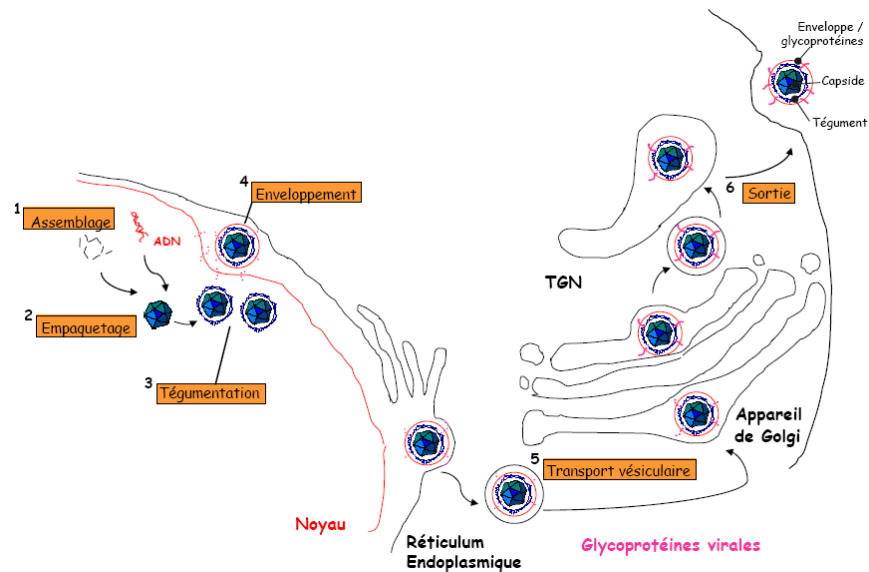 Enveloppe /
glycoprotéines
Capside
Tégument
4
Enveloppement
6
Sortie
1
Assemblage
ADN
TGN
2
Empaquetage
3
Tégumentation
Appareil
de Golgi
5
Transport vésiculaire
Noyau
Réticulum
Endoplasmique
Glycoprotéines virales